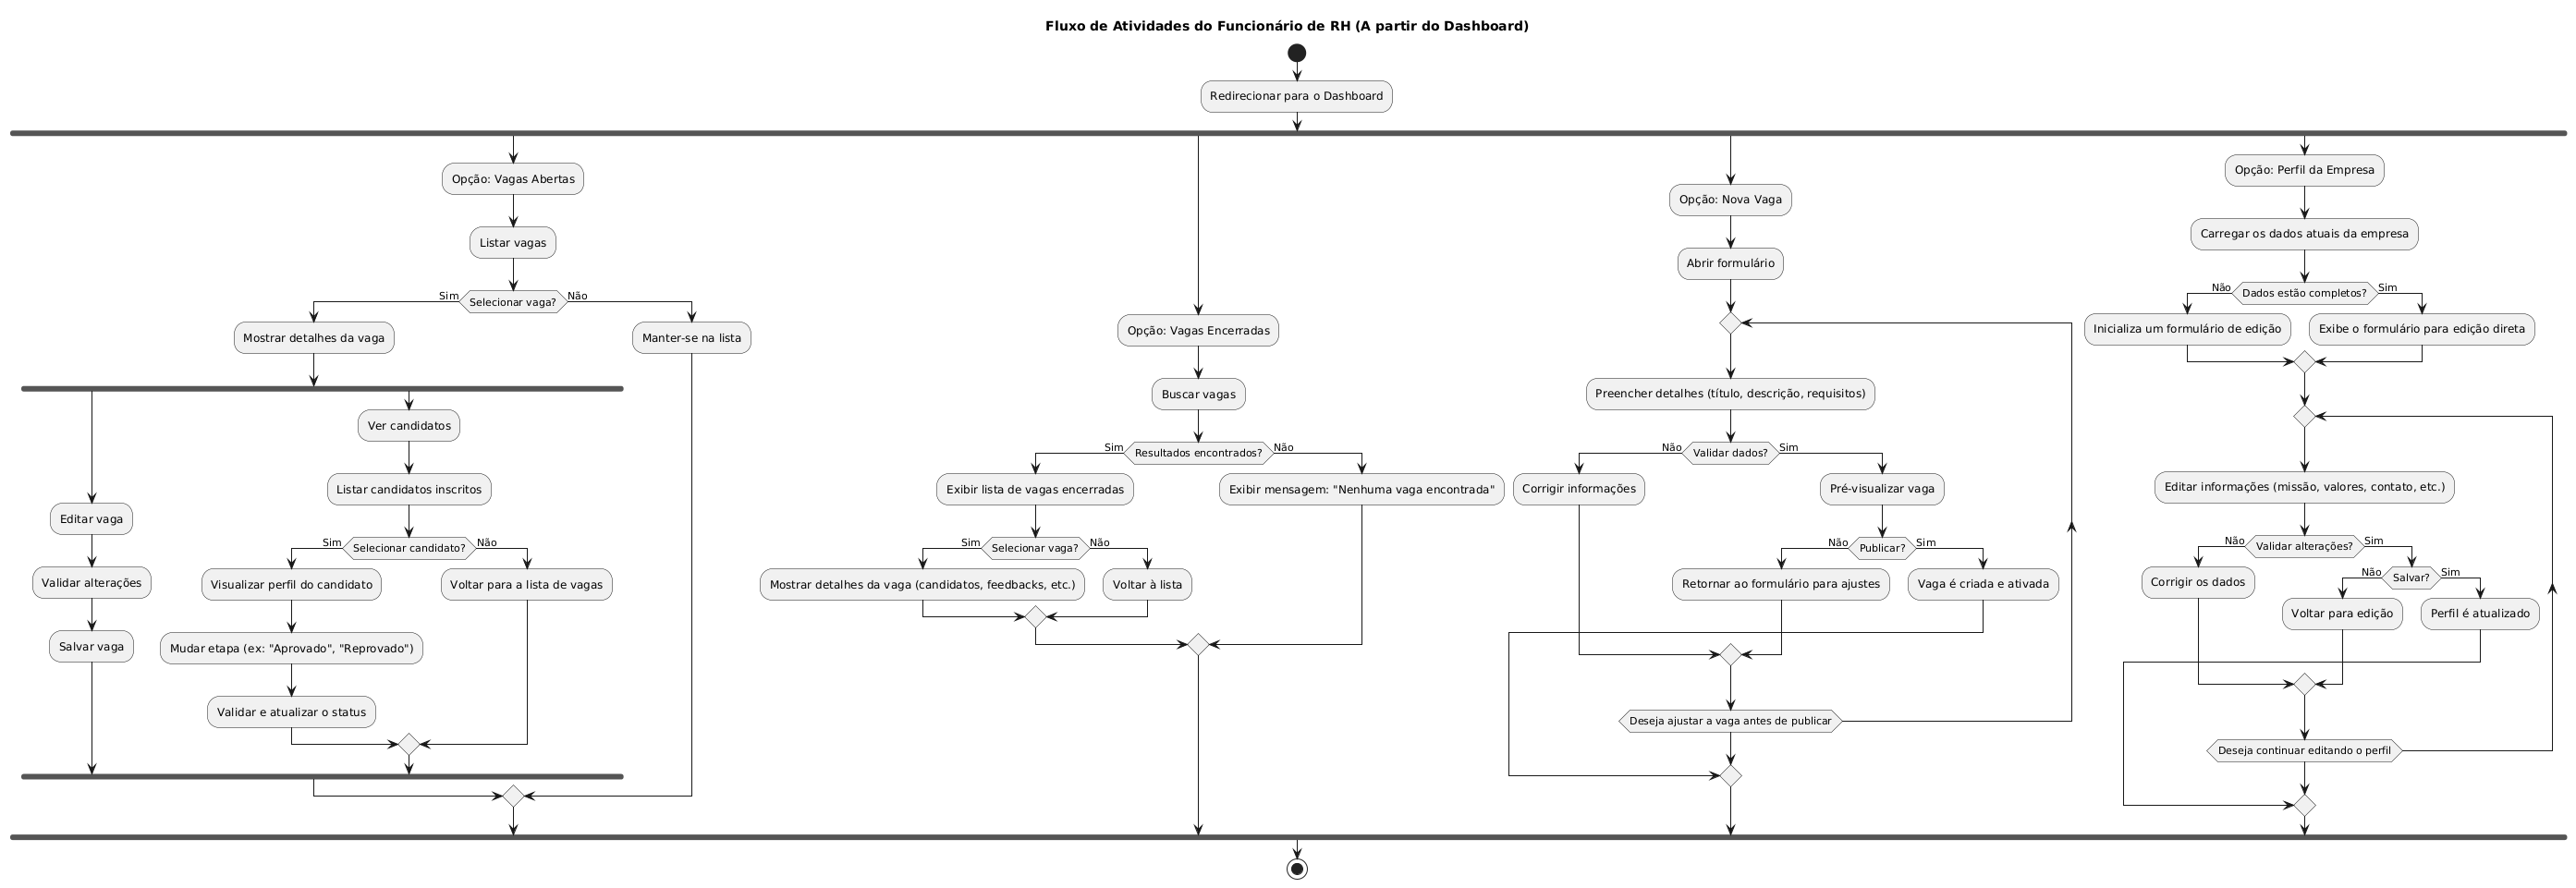 Fluxo de Atividades do Funcionário de RH (A partir do Dashboard)
Redirecionar para o Dashboard
Opção: Vagas Abertas
Listar vagas
Selecionar vaga?
Sim
Não
Mostrar detalhes da vaga
Manter-se na lista
Editar vaga
Validar alterações
Salvar vaga
Ver candidatos
Listar candidatos inscritos
Selecionar candidato?
Sim
Não
Visualizar perfil do candidato
Voltar para a lista de vagas
Mudar etapa (ex: "Aprovado", "Reprovado")
Validar e atualizar o status
Opção: Vagas Encerradas
Buscar vagas
Resultados encontrados?
Sim
Não
Exibir lista de vagas encerradas
Exibir mensagem: "Nenhuma vaga encontrada"
Selecionar vaga?
Sim
Não
Mostrar detalhes da vaga (candidatos, feedbacks, etc.)
Voltar à lista
Opção: Nova Vaga
Abrir formulário
Preencher detalhes (título, descrição, requisitos)
Validar dados?
Não
Sim
Corrigir informações
Pré-visualizar vaga
Publicar?
Não
Sim
Retornar ao formulário para ajustes
Vaga é criada e ativada
Deseja ajustar a vaga antes de publicar
Opção: Perfil da Empresa
Carregar os dados atuais da empresa
Dados estão completos?
Não
Sim
Inicializa um formulário de edição
Exibe o formulário para edição direta
Editar informações (missão, valores, contato, etc.)
Validar alterações?
Não
Sim
Corrigir os dados
Salvar?
Não
Sim
Voltar para edição
Perfil é atualizado
Deseja continuar editando o perfil